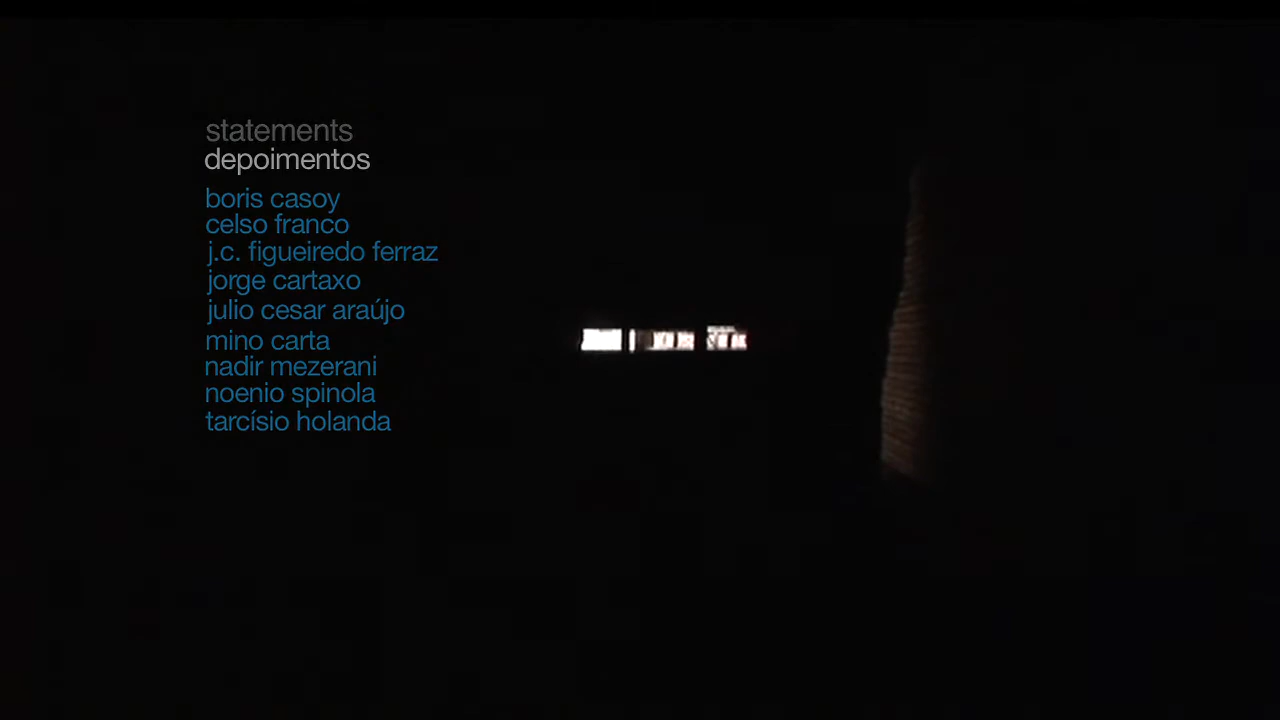 statements
depoimentos
boris casoy
celso franco
j.c. figueiredo ferraz
jorge cartaxo
julio cesar araújo
mino carta
nadir mezerani
noenio spinola
tarcísio holanda